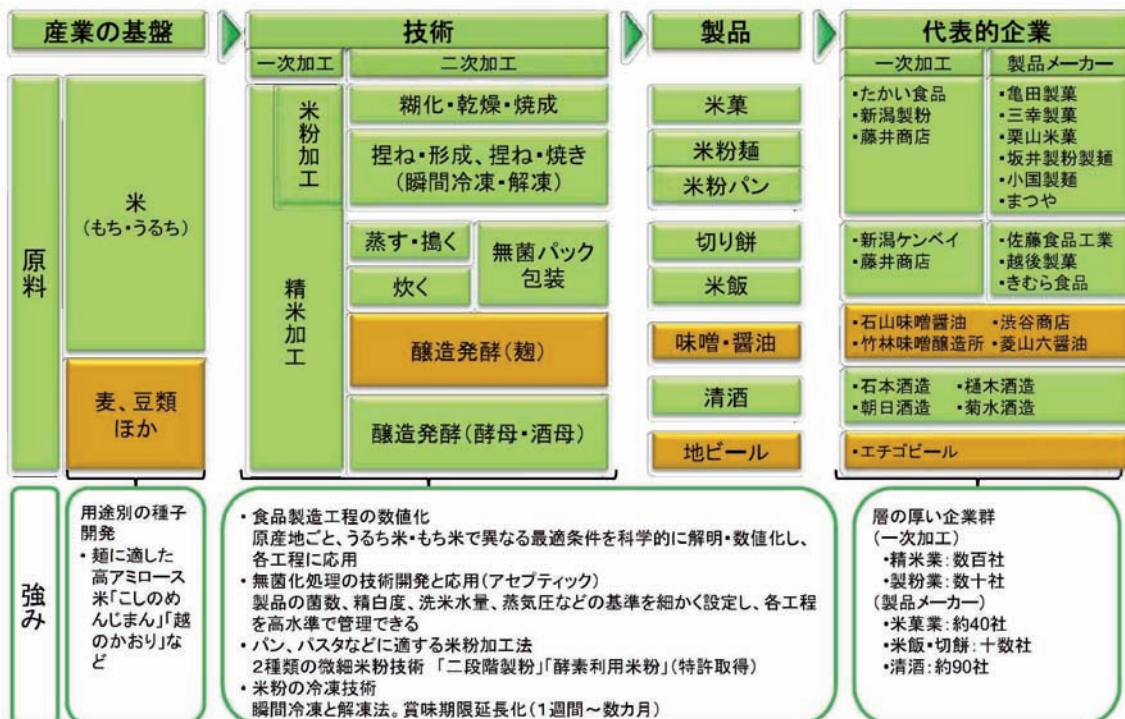 産業の基盤
技術
製品
代表的企業
一次加工
二次加工
一次加工
製品メーカー
原料
米
(もち・うるち)
麦、豆類
ほか
米粉加工
精米加工
糊化・乾燥・焼成
捏ね・形成、捏ね・焼き
(瞬間冷凍・解凍)
蒸す・搗く
炊く
無菌パック
包装
醸造発酵(麹)
醸造発酵(酵母・酒母)
米菓
米粉麺
米粉パン
切り餅
米飯
味噌・醤油
清酒
地ビール
・たかい食品
・新潟製粉
・藤井商店
・亀田製菓
・三幸製菓
・栗山米菓
・坂井製粉製麺
・小国製麺
・まつや
・新潟ケンベイ
・藤井商店
・佐藤食品工業
・越後製菓
・きむら食品
・石山味噌醤油 ・渋谷商店
・竹林味噌醸造所 ・菱山六醤油
・石本酒造 ・樋木酒造
・朝日酒造 ・菊水酒造
・エチゴビール
強み
用途別の種子
開発
・麺に適した
高アミロース
米「こしのめ
んじまん」「越
のかおり」な
ど
・食品製造工程の数値化
原産地ごと、うるち米・もち米で異なる最適条件を科学的に解明・数値化し、
各工程に応用
・無菌化処理の技術開発と応用(アセプティック)
製品の菌数、精白度、洗米水量、蒸気圧などの基準を細かく設定し、各工程
を高水準で管理できる
・パン、パスタなどに適する米粉加工法
2種類の微細米粉技術 「二段階製粉」「酵素利用米粉」(特許取得)
・米粉の冷凍技術
瞬間冷凍と解凍法。賞味期限延長化(1週間～数カ月)
層の厚い企業群
(一次加工)
・精米業:数百社
・製粉業:数十社
(製品メーカー)
・米菓業:約40社
・米飯・切餅:十数社
・清酒:約90社